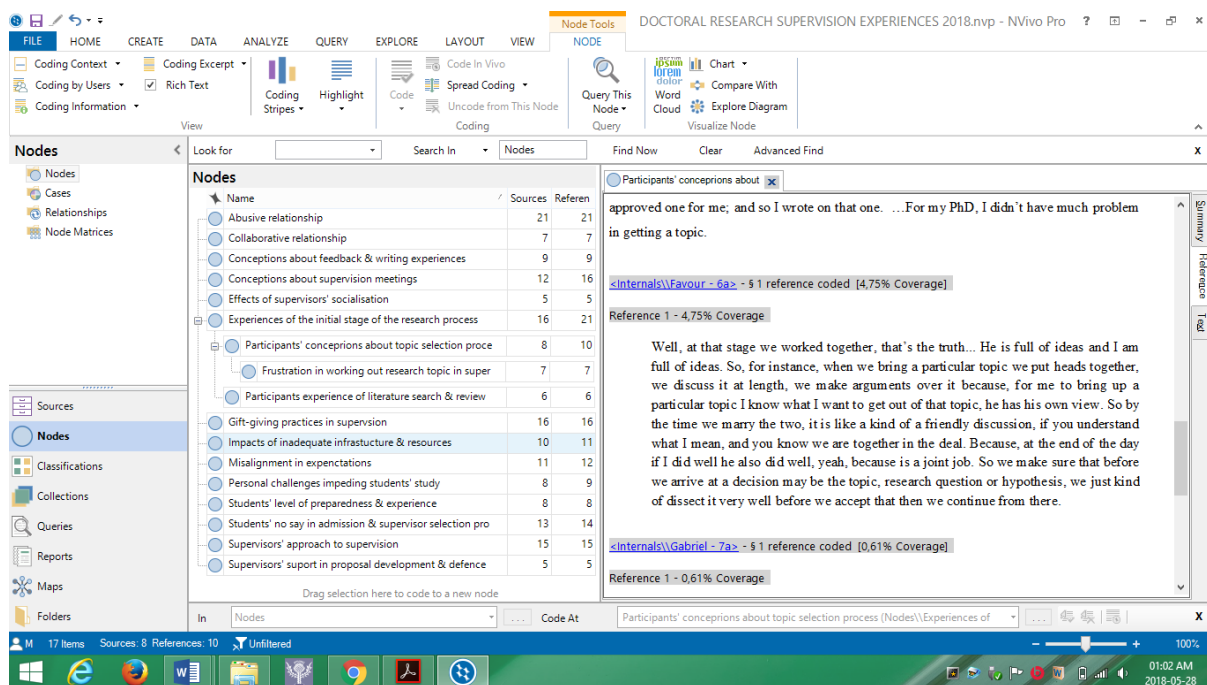 Node Tools
DOCTORAL RESEARCH SUPERVISION EXPERIENCES 2018.nvp - NVivo Pro
FILE HOME CREATE DATA ANALYZE QUERY EXPLORE LAYOUT VIEW NODE
Coding Context
Coding by Users
Coding Information
Coding Excerpt
Rich Text
View
Coding Stripes
Highlight
Code
Code In Vivo
Spread Coding
Uncode from This Node
Coding
Query This Node
Query
lorem ipsum dolor
Word Cloud
Chart
Compare With
Explore Diagram
Visualize Node
Nodes
Look for
Search In
Nodes
Find Now Clear Advanced Find X
Nodes
Cases
Relationships
Node Matrices
Sources
Nodes
Classifications
Collections
Queries
Reports
Maps
Folders
Nodes
Name Sources Referen
Abusive relationship 21 21
Collaborative relationship 7 7
Conceptions about feedback & writing experiences 9 9
Conceptions about supervision meetings 12 16
Effects of supervisors' socialisation 5 5
Experiences of the initial stage of the research process 16 21
Participants' conceprions about topic selection proce 8 10
Frustration in working out research topic in super 7 7
Participants experience of literature search & review 6 6
Gift-giving practices in supervsion 16 16
Impacts of inadequate infrastucture & resources 10 11
Misalignment in expenctations 11 12
Personal challenges impeding students' study 8 9
Students' level of preparedness & experience 8 8
Students' no say in admission & supervisor selection pro 13 14
Supervisors' approach to supervision 15 15
Supervisors' suport in proposal development & defence 5 5
Drag selection here to code to a new node
Participants' conceprions about
approved one for me; and so I wrote on that one. …For my PhD, I didn't have much problem
in getting a topic.
<Internals\\Favour - 6a> - § 1 reference coded [4,75% Coverage]
Reference 1 - 4,75% Coverage
Well, at that stage we worked together, that's the truth... He is full of ideas and I am
full of ideas. So, for instance, when we bring a particular topic we put heads together,
we discuss it at length, we make arguments over it because, for me to bring up a
particular topic I know what I want to get out of that topic, he has his own view. So by
the time we marry the two, it is like a kind of a friendly discussion, if you understand
what I mean, and you know we are together in the deal. Because, at the end of the day
if I did well he also did well, yeah, because is a joint job. So we make sure that before
we arrive at a decision may be the topic, research question or hypothesis, we just kind
of dissect it very well before we accept that then we continue from there.
<Internals\\Gabriel - 7a> - § 1 reference coded [0,61% Coverage]
Reference 1 - 0,61% Coverage
Summary
Reference
Text
In Nodes ... Code At Participants' conceprions about topic selection process (Nodes\\Experiences of ... X
M 17 Items Sources: 8 References: 10 Unfiltered 100%
01:02 AM
2018-05-28